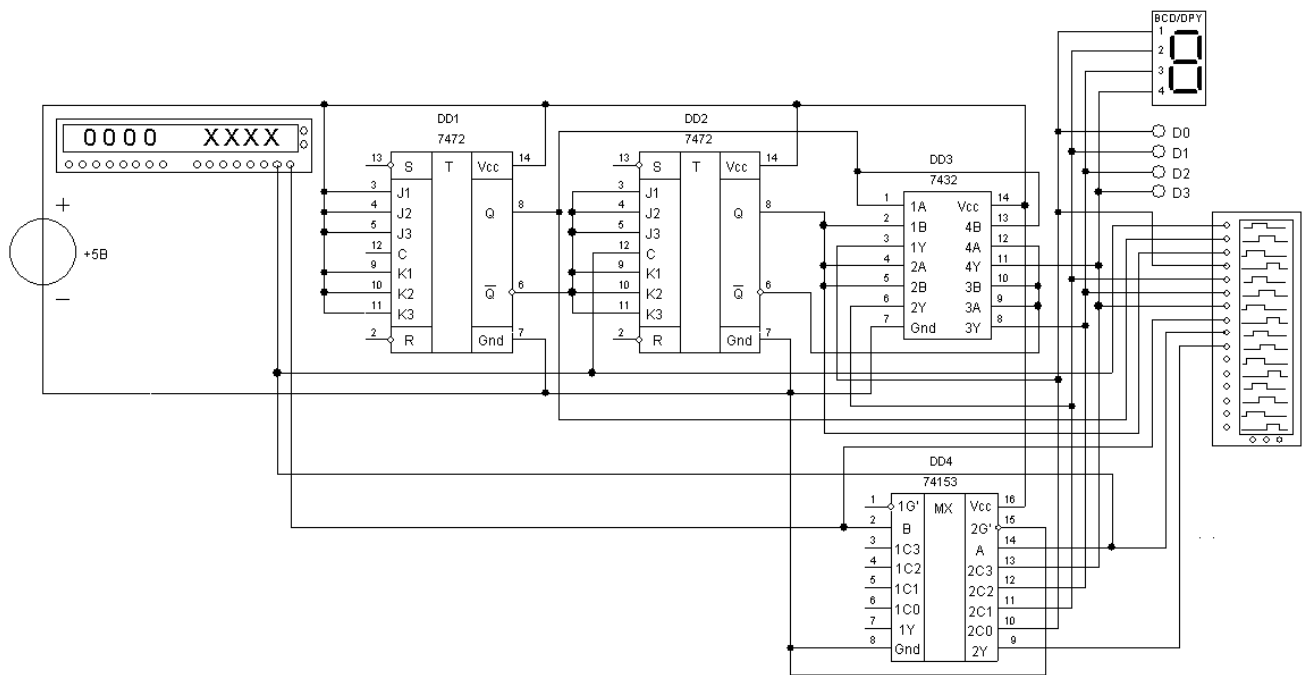 BCD/DPY
1
2
3
4
D0
D1
D2
D3
0000 XXXX
+
+5В
−
DD1
7472
13 S T Vcc 14
3 J1
4 J2 Q 8
5 J3
12 C
9 K1
10 K2 Q 6
11 K3
2 R Gnd 7
DD2
7472
13 S T Vcc 14
3 J1
4 J2 Q 8
5 J3
12 C
9 K1
10 K2 Q 6
11 K3
2 R Gnd 7
DD3
7432
1 1A Vcc 14
2 1B 4B 13
3 1Y 4A 12
4 2A 4Y 11
5 2B 3B 10
6 2Y 3A 9
7 Gnd 3Y 8
DD4
74153
1 1G' MX Vcc 16
2 B 2G' 15
3 1C3 A 14
4 1C2 2C3 13
5 1C1 2C2 12
6 1C0 2C1 11
7 1Y 2C0 10
8 Gnd 2Y 9